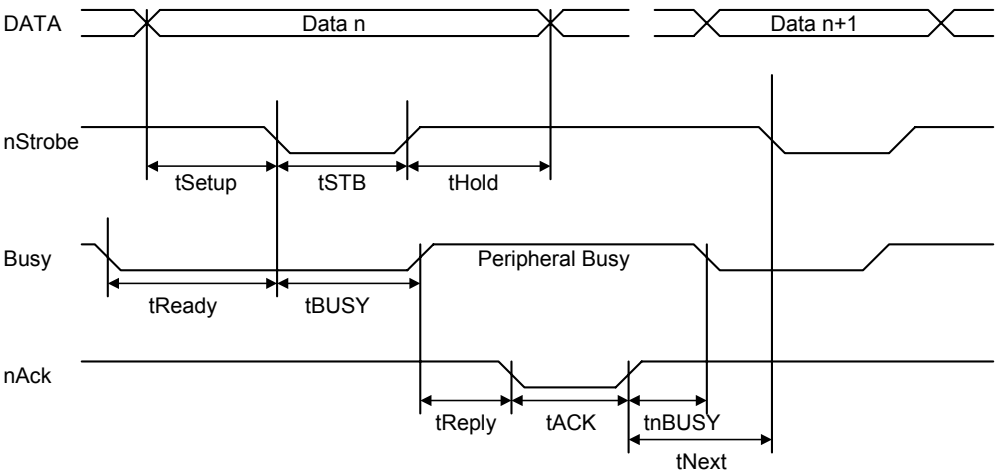 DATA
Data n
Data n+1
nStrobe
tSetup
tSTB
tHold
Busy
Peripheral Busy
tReady
tBUSY
nAck
tReply
tACK
tnBUSY
tNext